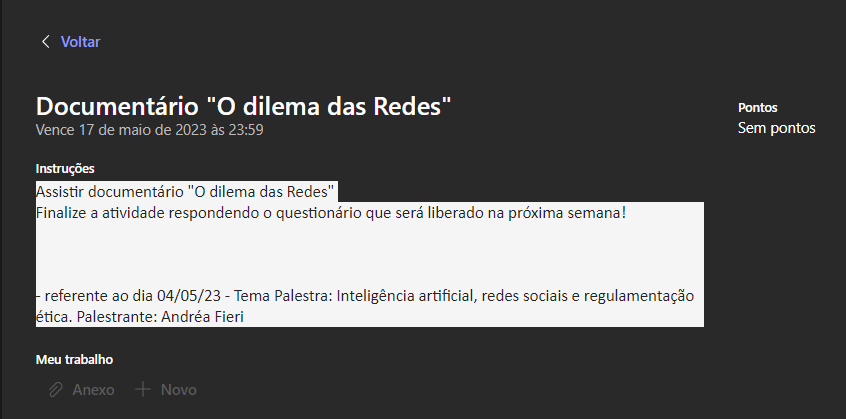 Voltar
Documentário "O dilema das Redes"
Vence 17 de maio de 2023 às 23:59
Pontos
Sem pontos
Instruções
Assistir documentário "O dilema das Redes"
Finalize a atividade respondendo o questionário que será liberado na próxima semana!
- referente ao dia 04/05/23 - Tema Palestra: Inteligência artificial, redes sociais e regulamentação
ética. Palestrante: Andréa Fieri
Meu trabalho
Anexo
Novo